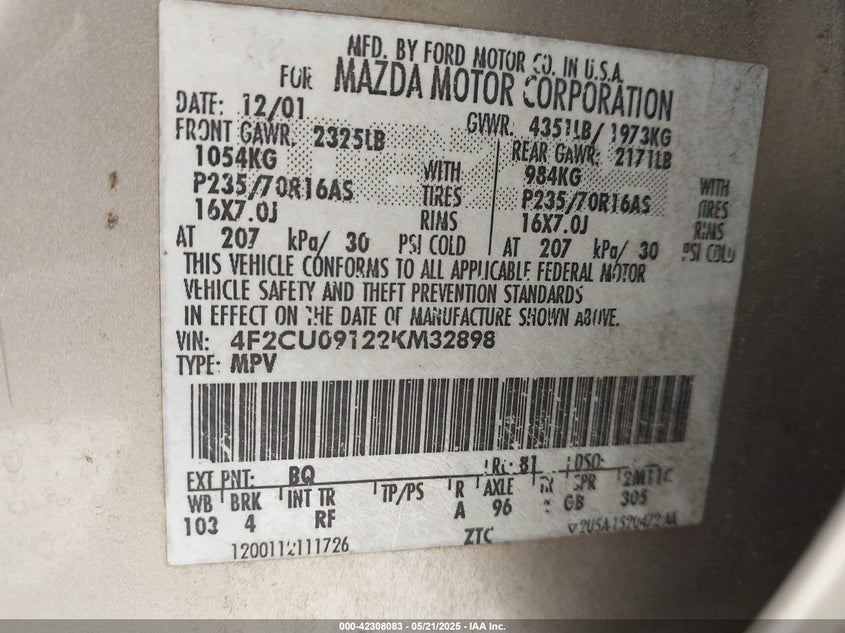 MFD. BY FORD MOTOR CO. IN U.S.A.
FOR MAZDA MOTOR CORPORATION
DATE: 12/01 GVWR. 4351LB/ 1973KG
FRONT GAWR. 2325LB REAR GAWR: 2171LB
1054KG WITH 984KG WITH
P235/70R16AS TIRES P235/70R16AS TIRES
16X7.0J RIMS 16X7.0J RIMS
AT 207 kPa/ 30 PSI COLD AT 207 kPa/ 30 PSI COLD
THIS VEHICLE CONFORMS TO ALL APPLICABLE FEDERAL MOTOR
VEHICLE SAFETY AND THEFT PREVENTION STANDARDS
IN EFFECT ON THE DATE OF MANUFACTURE SHOWN ABOVE.
VIN: 4F2CU09122KM32898
TYPE: MPV
EXT PNT: BQ 81 DSO:
WB BRK INT TR TP/PS R AXLE TR SPR
103 4 RF A 96 GB 305
1200112111726 ZTC
000-42308083 — 05/21/2025 — IAA Inc.